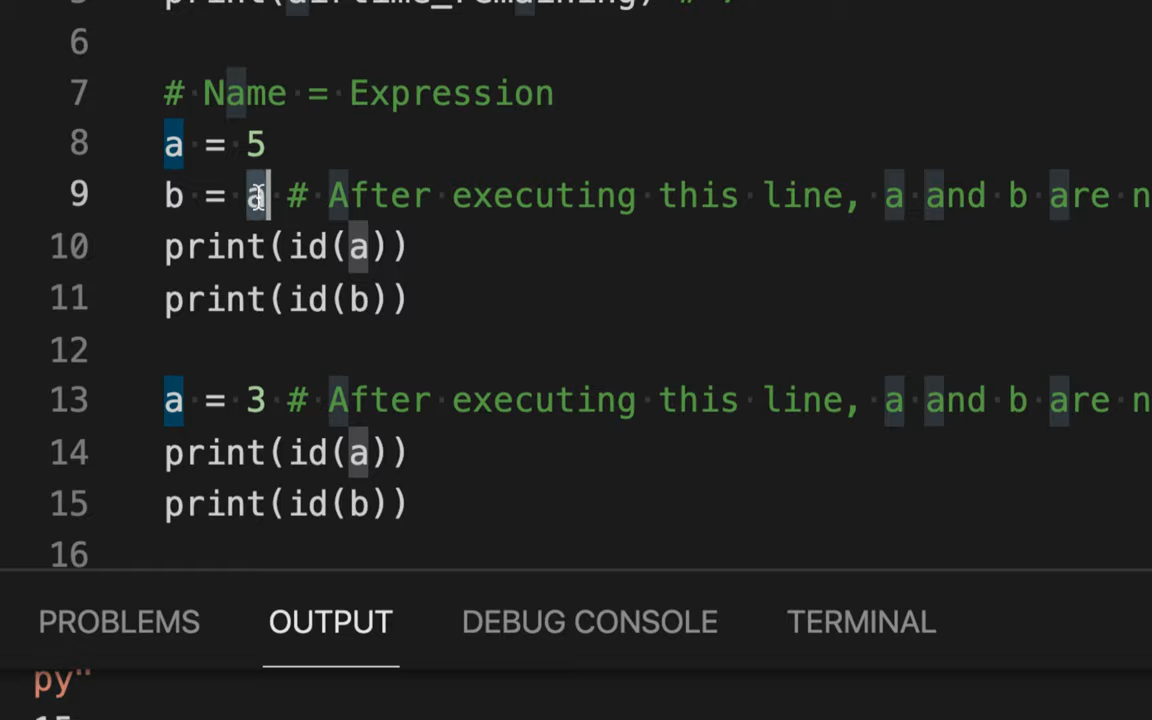 6
7 # Name = Expression
8 a = 5
9 b = a # After executing this line, a and b are n
10 print(id(a))
11 print(id(b))
12
13 a = 3 # After executing this line, a and b are n
14 print(id(a))
15 print(id(b))
16
PROBLEMS OUTPUT DEBUG CONSOLE TERMINAL
py"